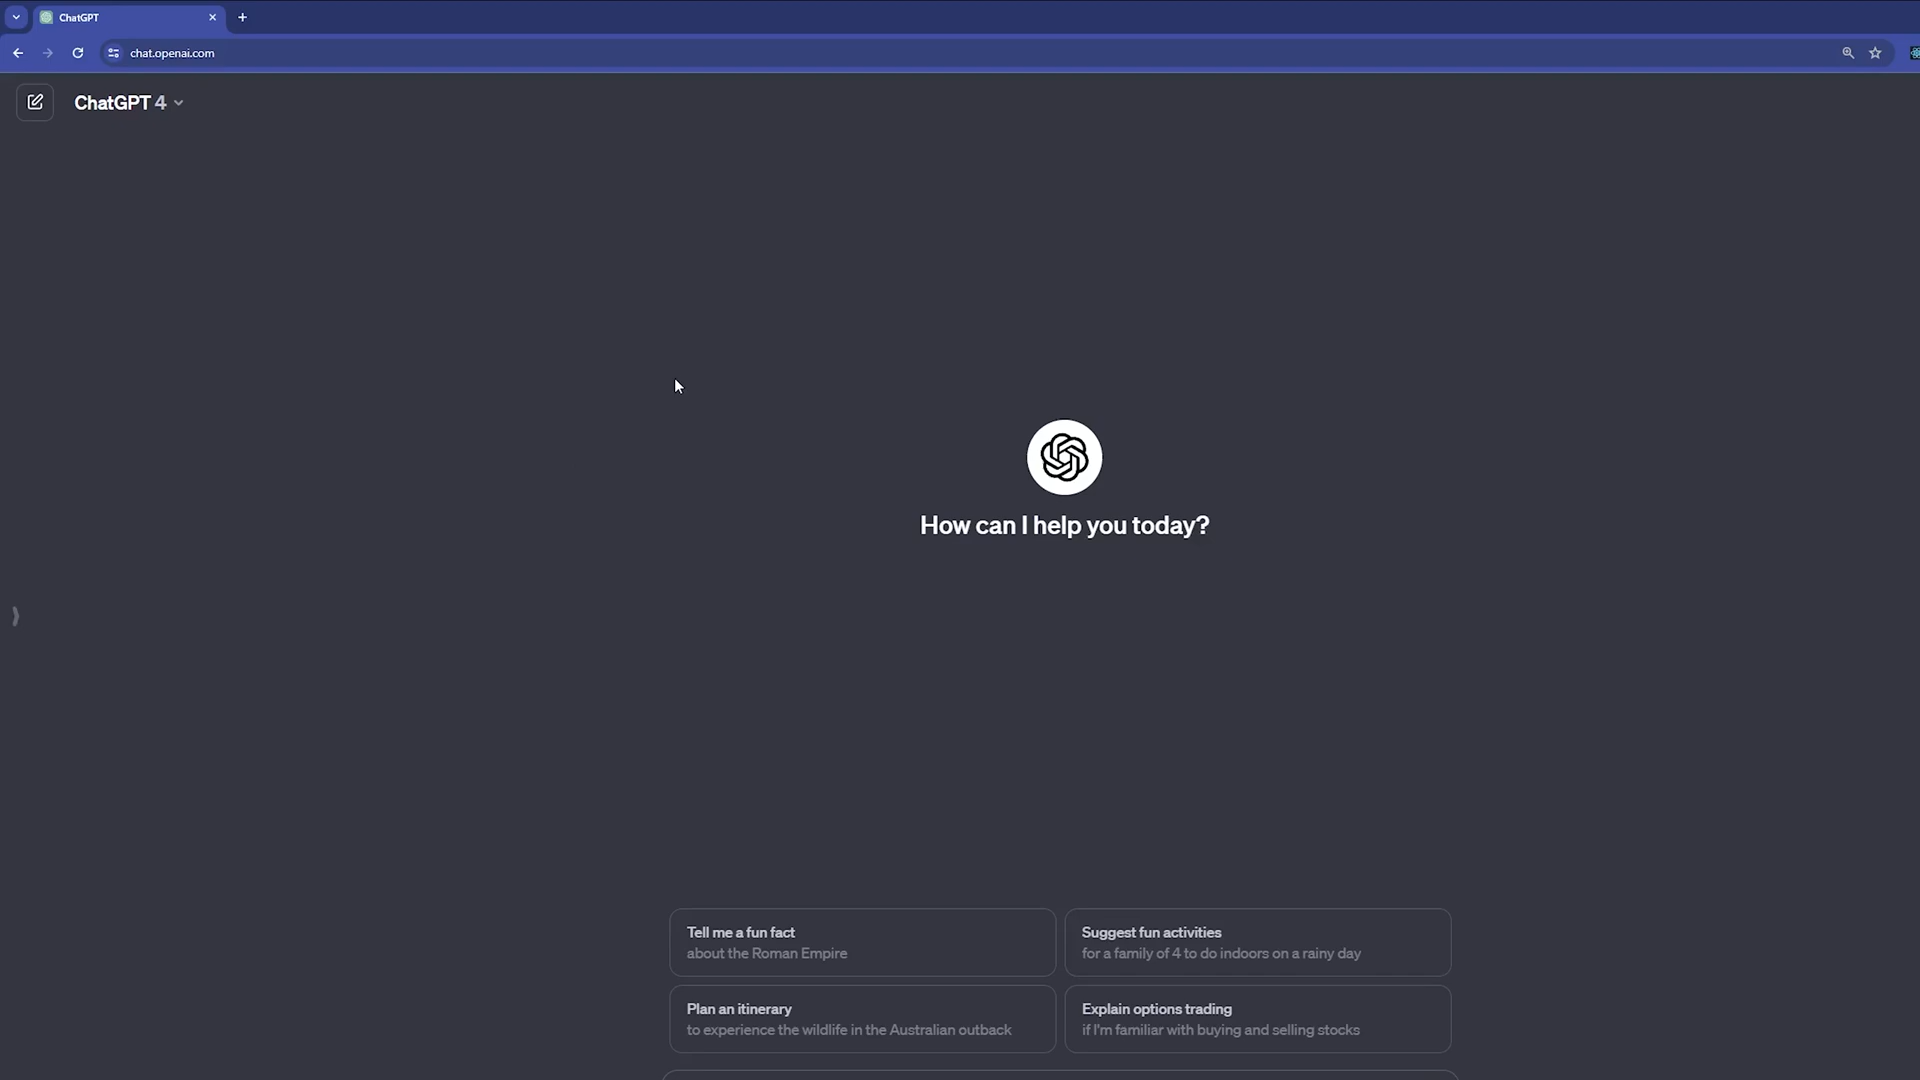 ChatGPT
chat.openai.com
ChatGPT 4
How can I help you today?
Tell me a fun fact
about the Roman Empire
Suggest fun activities
for a family of 4 to do indoors on a rainy day
Plan an itinerary
to experience the wildlife in the Australian outback
Explain options trading
if I'm familiar with buying and selling stocks